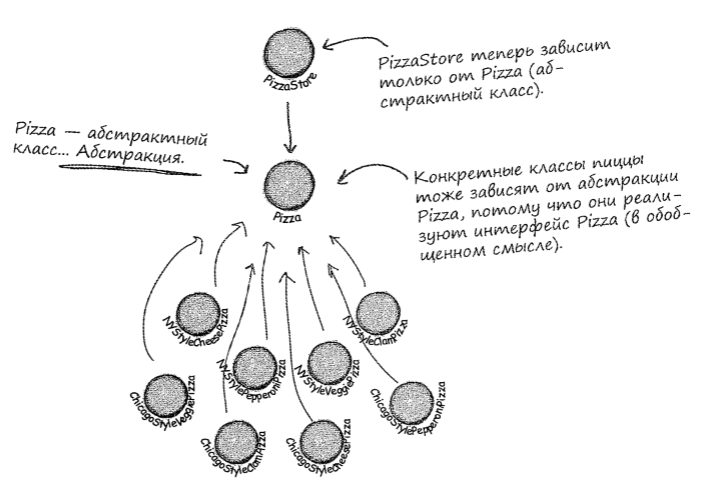 PizzaStore
PizzaStore теперь зависит
только от Pizza (аб-
страктный класс).
Pizza — абстрактный
класс... Абстракция.
Pizza
Конкретные классы пиццы
тоже зависят от абстракции
Pizza, потому что они реали-
зуют интерфейс Pizza (в обоб-
щенном смысле).
NYStyleCheesePizza
NYStyleClamPizza
NYStylePepperoniPizza
NYStyleVeggiePizza
ChicagoStyleVeggiePizza
ChicagoStylePepperoniPizza
ChicagoStyleClamPizza
ChicagoStyleCheesePizza